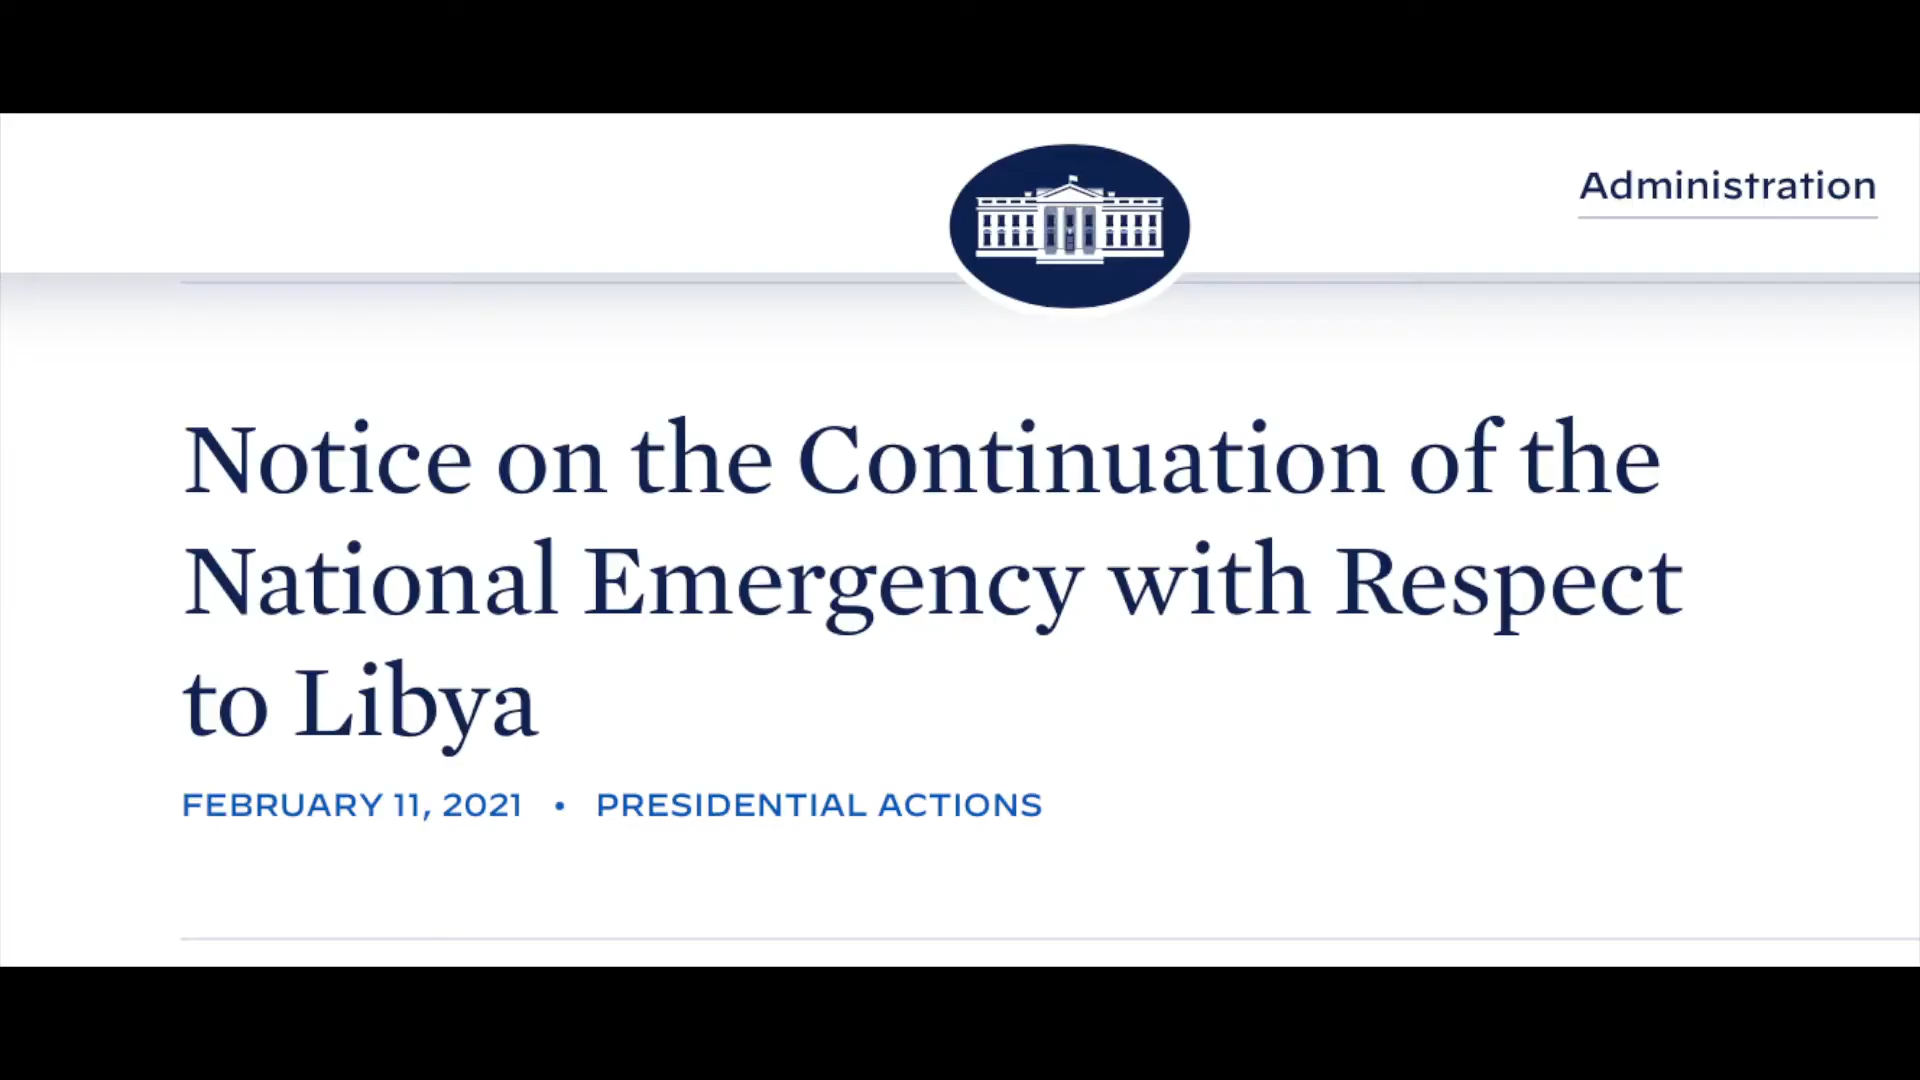 Administration
Notice on the Continuation of the
National Emergency with Respect
to Libya
FEBRUARY 11, 2021 • PRESIDENTIAL ACTIONS